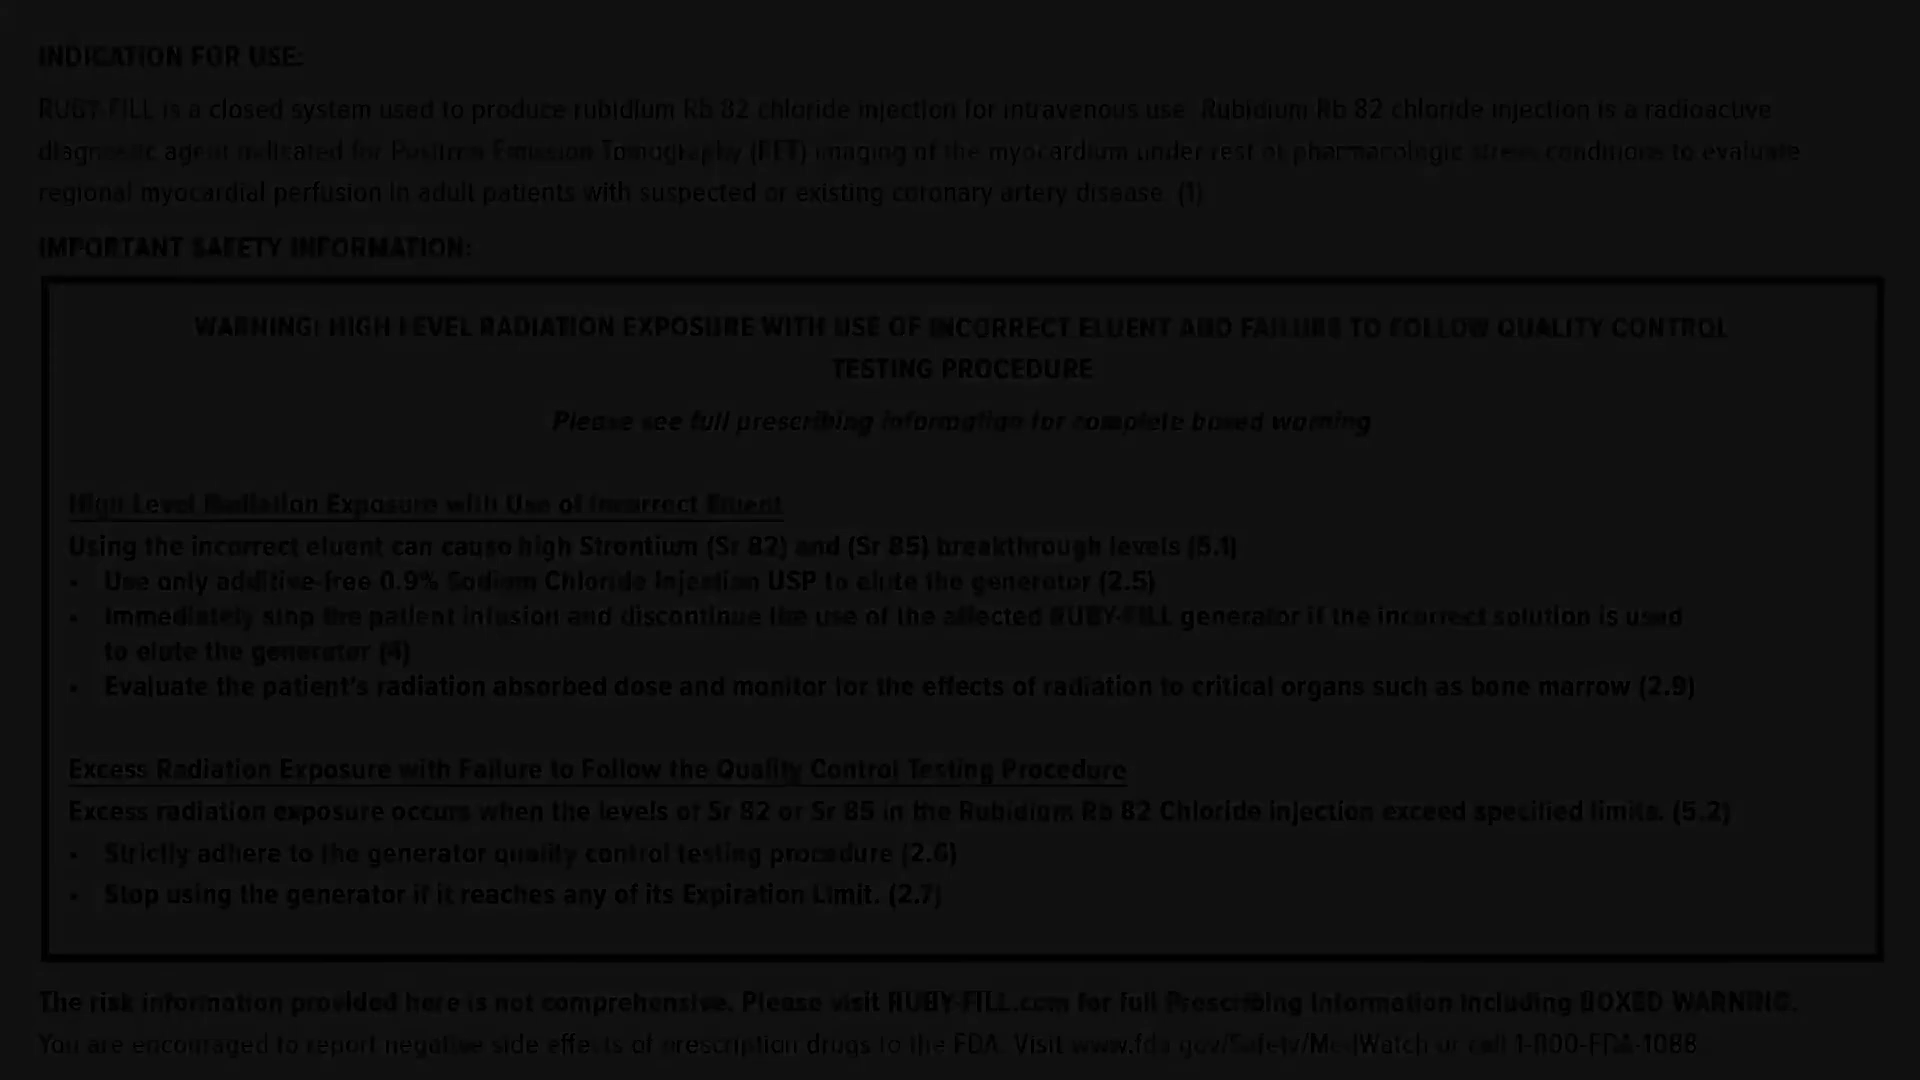 INDICATION FOR USE:
RUBY-FILL is a closed system used to produce rubidium Rb 82 chloride injection for intravenous use. Rubidium Rb 82 chloride injection is a radioactive
diagnostic agent indicated for Positron Emission Tomography (PET) imaging of the myocardium under rest or pharmacologic stress conditions to evaluate
regional myocardial perfusion in adult patients with suspected or existing coronary artery disease. (1)
IMPORTANT SAFETY INFORMATION:
WARNING: HIGH LEVEL RADIATION EXPOSURE WITH USE OF INCORRECT ELUENT AND FAILURE TO FOLLOW QUALITY CONTROL
TESTING PROCEDURE
Please see full prescribing information for complete boxed warning
High Level Radiation Exposure with Use of Incorrect Eluent
Using the incorrect eluent can cause high Strontium (Sr 82) and (Sr 85) breakthrough levels (5.1)
• Use only additive-free 0.9% Sodium Chloride Injection USP to elute the generator (2.5)
• Immediately stop the patient infusion and discontinue the use of the affected RUBY-FILL generator if the incorrect solution is used
to elute the generator (4)
• Evaluate the patient's radiation absorbed dose and monitor for the effects of radiation to critical organs such as bone marrow (2.9)
Excess Radiation Exposure with Failure to Follow the Quality Control Testing Procedure
Excess radiation exposure occurs when the levels of Sr 82 or Sr 85 in the Rubidium Rb 82 Chloride injection exceed specified limits. (5.2)
• Strictly adhere to the generator quality control testing procedure (2.6)
• Stop using the generator if it reaches any of its Expiration Limit. (2.7)
The risk information provided here is not comprehensive. Please visit RUBY-FILL.com for full Prescribing Information including BOXED WARNING.
You are encouraged to report negative side effects of prescription drugs to the FDA. Visit www.fda.gov/Safety/MedWatch or call 1-800-FDA-1088